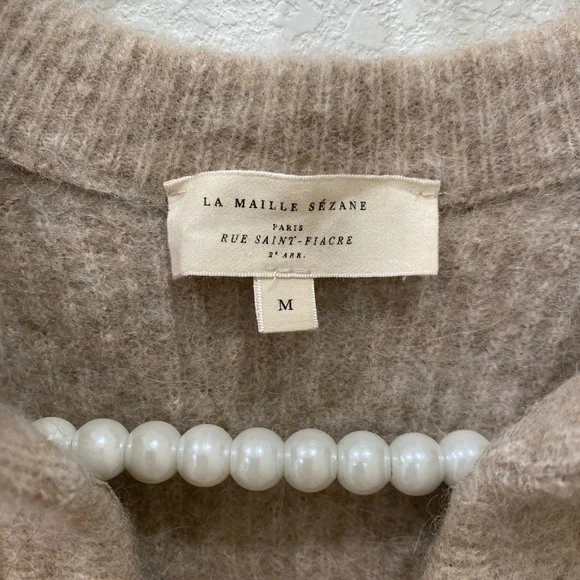 LA MAILLE SÉZANE
PARIS
RUE SAINT-FIACRE
2e ARR.
M